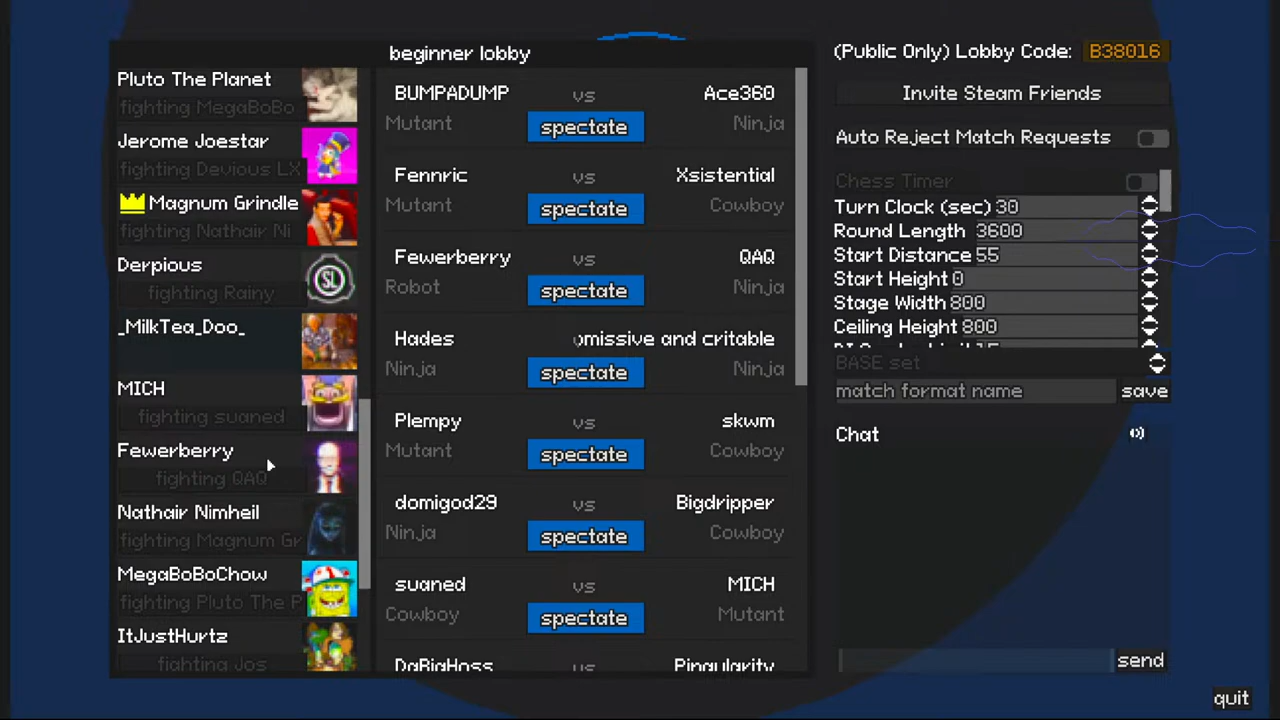 beginner lobby
Pluto The Planet
fighting MegaBoBo
Jerome Joestar
fighting Devious LX
Magnum Grindle
fighting Nathair Ni
Derpious
fighting Rainy
_MilkTea_Doo_
MICH
fighting suaned
Fewerberry
fighting QAQ
Nathair Nimheil
fighting Magnum Gr
MegaBoBoChow
fighting Pluto The P
ItJustHurtz
fighting Jos
SL
BUMPADUMP vs Ace360
Mutant spectate Ninja
Fennric vs Xsistential
Mutant spectate Cowboy
Fewerberry vs QAQ
Robot spectate Ninja
Hades vs omissive and critable
Ninja spectate Ninja
Plempy vs skwm
Mutant spectate Cowboy
domigod29 vs Bigdripper
Ninja spectate Cowboy
suaned vs MICH
Cowboy spectate Mutant
DaBigHoss vs Pingularity
(Public Only) Lobby Code: B38016
Invite Steam Friends
Auto Reject Match Requests
Chess Timer
Turn Clock (sec) 30
Round Length 3600
Start Distance 55
Start Height 0
Stage Width 800
Ceiling Height 800
BASE set
match format name save
Chat
send
quit